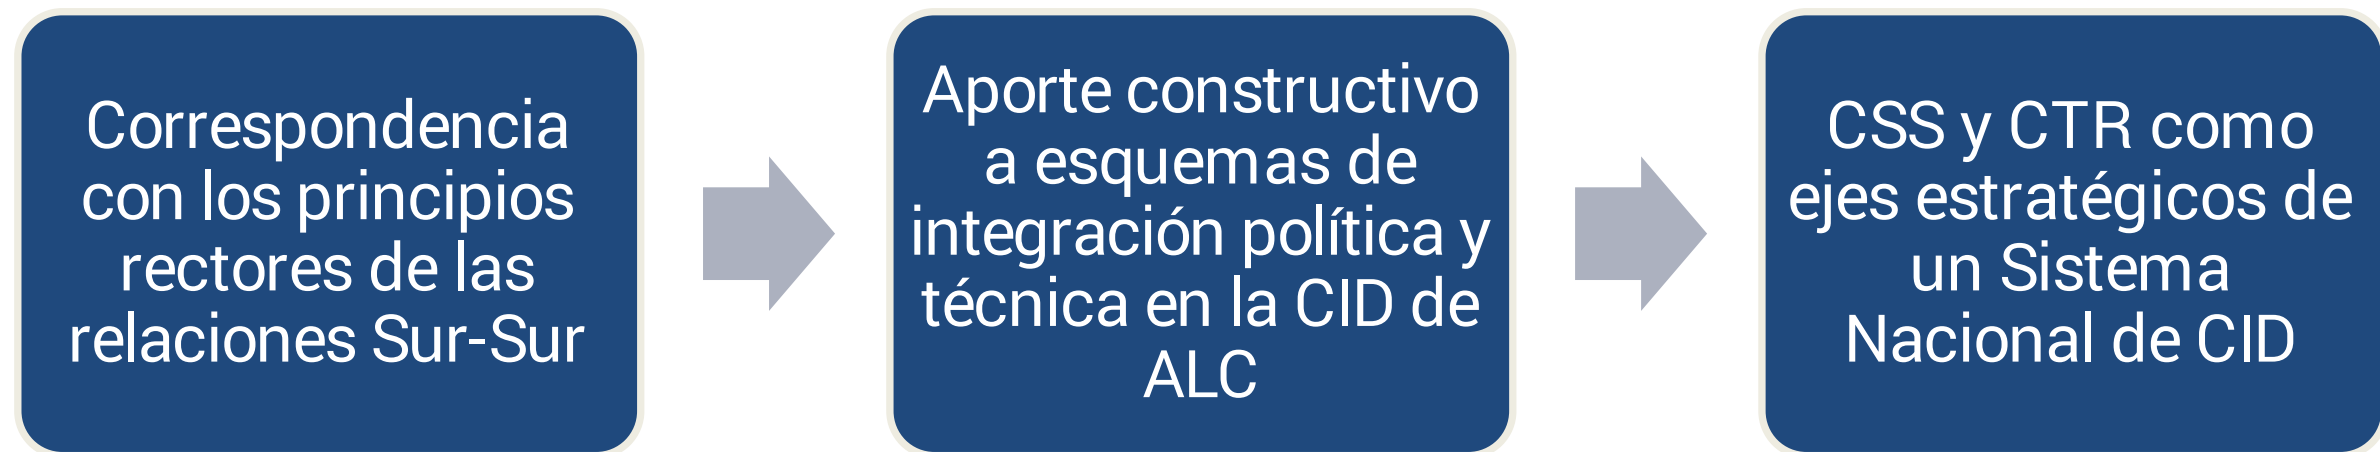 Correspondencia
con los principios
rectores de las
relaciones Sur-Sur
Aporte constructivo
a esquemas de
integración política y
técnica en la CID de
ALC
CSS y CTR como
ejes estratégicos de
un Sistema
Nacional de CID